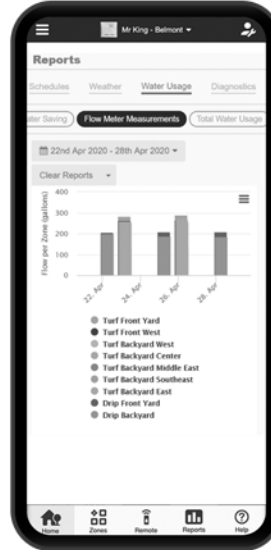 Mr King - Belmont
Reports
Schedules Weather Water Usage Diagnostics
ater Saving Flow Meter Measurements Total Water Usage
22nd Apr 2020 - 28th Apr 2020
Clear Reports
Flow per Zone (gallons)
400
300
200
100
0
22. Apr 24. Apr 26. Apr 28. Apr
Turf Front Yard
Turf Front West
Turf Backyard West
Turf Backyard Center
Turf Backyard Middle East
Turf Backyard Southeast
Turf Backyard East
Drip Front Yard
Drip Backyard
Home Zones Remote Reports Help